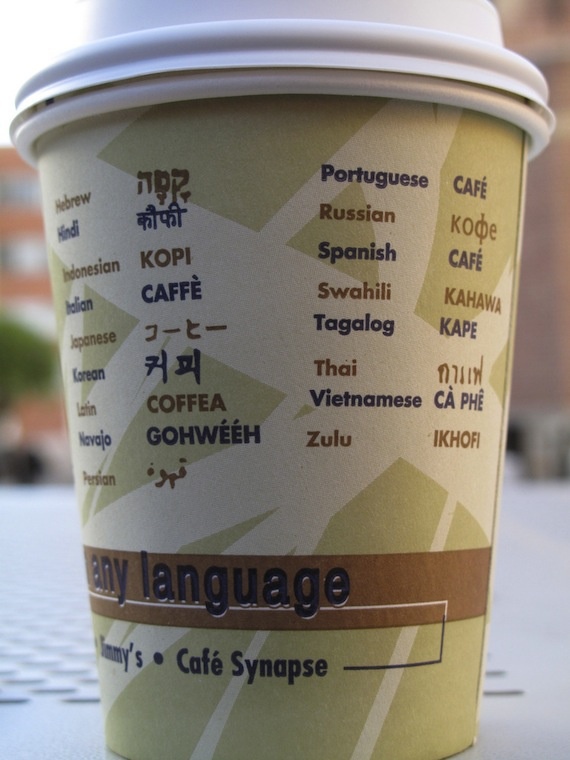 Hebrew קָפֶה
Hindi कौफी
Indonesian KOPI
Italian CAFFÈ
Japanese コーヒー
Korean 커피
Latin COFFEA
Navajo GOHWÉÉH
Persian قهوه
Portuguese CAFÉ
Russian кофе
Spanish CAFÉ
Swahili KAHAWA
Tagalog KAPE
Thai กาแฟ
Vietnamese CÀ PHÊ
Zulu IKHOFI
any language
Jimmy's • Café Synapse